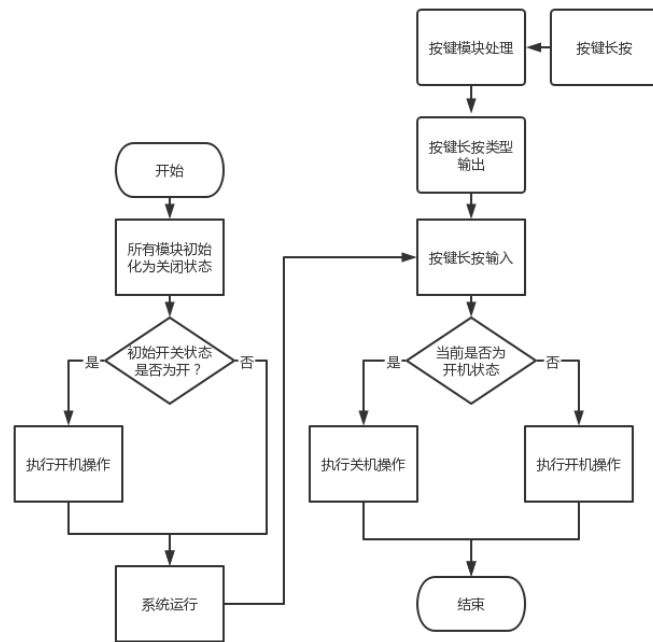 按键模块处理
按键长按
按键长按类型
输出
开始
所有模块初始
化为关闭状态
按键长按输入
初始开关状态
是否为开？
是
否
当前是否为
开机状态
是
否
执行开机操作
执行关机操作
执行开机操作
系统运行
结束